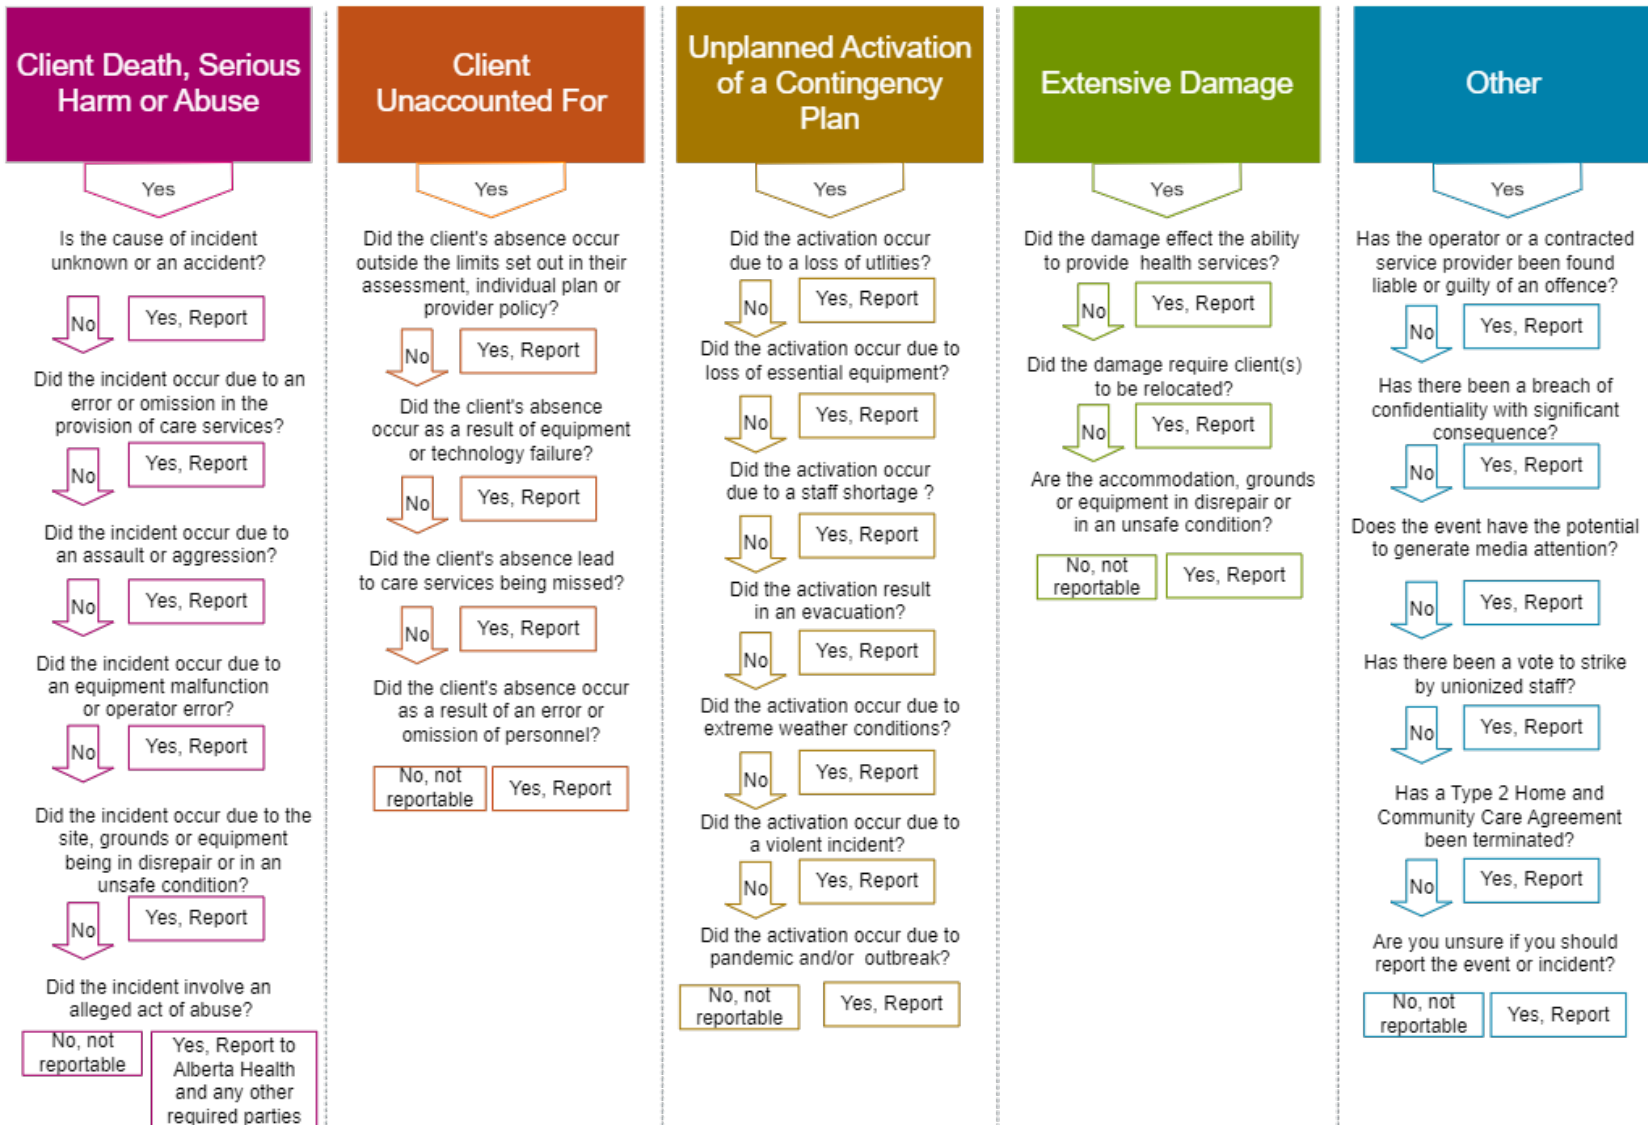 Client Death, Serious
Harm or Abuse
Yes
Is the cause of incident
unknown or an accident?
No
Yes, Report
Did the incident occur due to an
error or omission in the
provision of care services?
No
Yes, Report
Did the incident occur due to
an assault or aggression?
No
Yes, Report
Did the incident occur due to
an equipment malfunction
or operator error?
No
Yes, Report
Did the incident occur due to the
site, grounds or equipment
being in disrepair or in an
unsafe condition?
No
Yes, Report
Did the incident involve an
alleged act of abuse?
No, not
reportable
Yes, Report to
Alberta Health
and any other
required parties
Client
Unaccounted For
Yes
Did the client's absence occur
outside the limits set out in their
assessment, individual plan or
provider policy?
No
Yes, Report
Did the client's absence
occur as a result of equipment
or technology failure?
No
Yes, Report
Did the client's absence lead
to care services being missed?
No
Yes, Report
Did the client's absence occur
as a result of an error or
omission of personnel?
No, not
reportable
Yes, Report
Unplanned Activation
of a Contingency
Plan
Yes
Did the activation occur
due to a loss of utlities?
No
Yes, Report
Did the activation occur due to
loss of essential equipment?
No
Yes, Report
Did the activation occur
due to a staff shortage ?
No
Yes, Report
Did the activation result
in an evacuation?
No
Yes, Report
Did the activation occur due to
extreme weather conditions?
No
Yes, Report
Did the activation occur due to
a violent incident?
No
Yes, Report
Did the activation occur due to
pandemic and/or outbreak?
No, not
reportable
Yes, Report
Extensive Damage
Yes
Did the damage effect the ability
to provide health services?
No
Yes, Report
Did the damage require client(s)
to be relocated?
No
Yes, Report
Are the accommodation, grounds
or equipment in disrepair or
in an unsafe condition?
No, not
reportable
Yes, Report
Other
Yes
Has the operator or a contracted
service provider been found
liable or guilty of an offence?
No
Yes, Report
Has there been a breach of
confidentiality with significant
consequence?
No
Yes, Report
Does the event have the potential
to generate media attention?
No
Yes, Report
Has there been a vote to strike
by unionized staff?
No
Yes, Report
Has a Type 2 Home and
Community Care Agreement
been terminated?
No
Yes, Report
Are you unsure if you should
report the event or incident?
No, not
reportable
Yes, Report